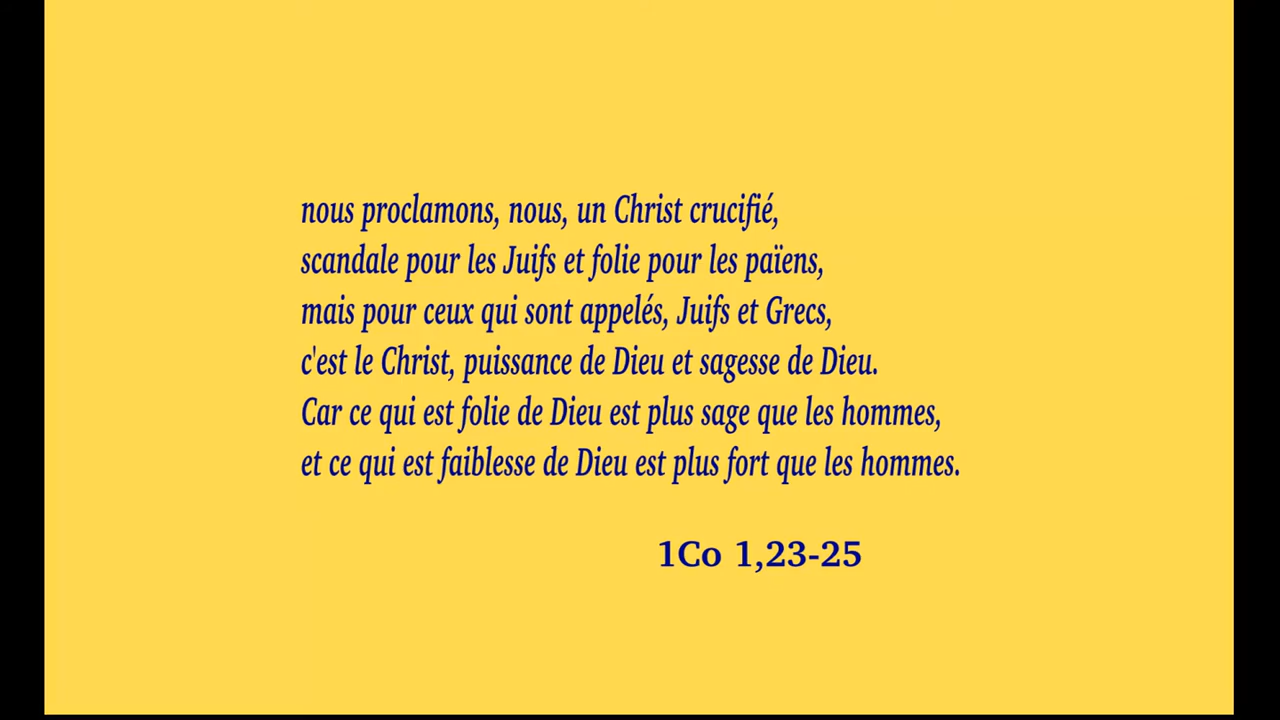 nous proclamons, nous, un Christ crucifié,
scandale pour les Juifs et folie pour les païens,
mais pour ceux qui sont appelés, Juifs et Grecs,
c'est le Christ, puissance de Dieu et sagesse de Dieu.
Car ce qui est folie de Dieu est plus sage que les hommes,
et ce qui est faiblesse de Dieu est plus fort que les hommes.
1Co 1,23-25